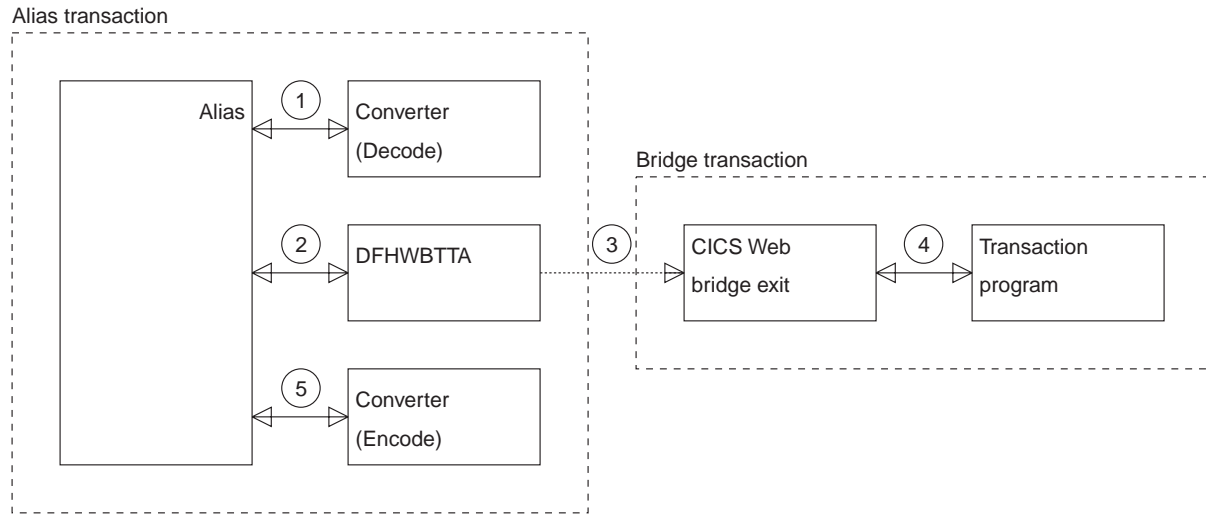 Alias transaction
Alias
1
Converter
(Decode)
Bridge transaction
2
DFHWBTTA
3
CICS Web
bridge exit
4
Transaction
program
5
Converter
(Encode)